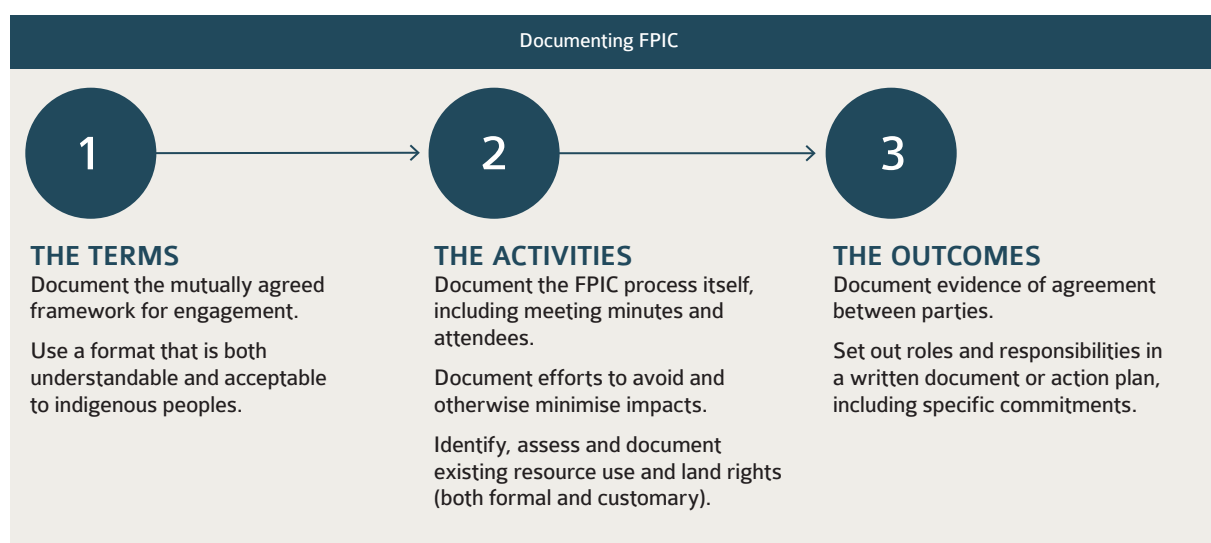 Documenting FPIC
1
2
3
THE TERMS
Document the mutually agreed
framework for engagement.
Use a format that is both
understandable and acceptable
to indigenous peoples.
THE ACTIVITIES
Document the FPIC process itself,
including meeting minutes and
attendees.
Document efforts to avoid and
otherwise minimise impacts.
Identify, assess and document
existing resource use and land rights
(both formal and customary).
THE OUTCOMES
Document evidence of agreement
between parties.
Set out roles and responsibilities in
a written document or action plan,
including specific commitments.